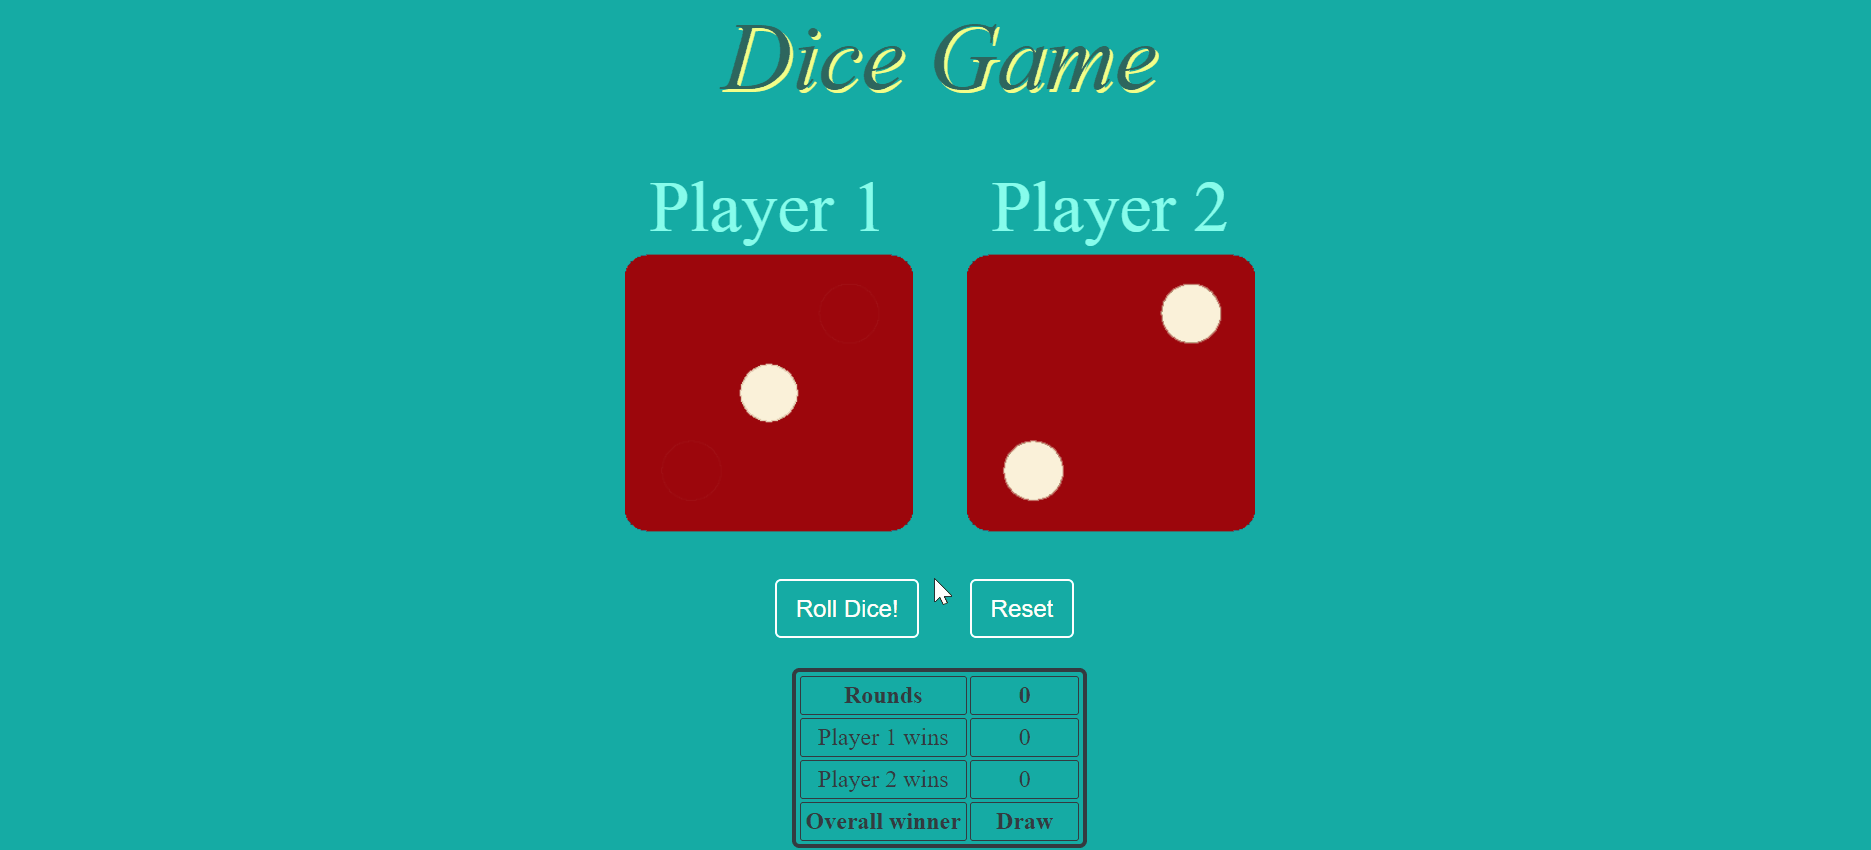 Dice Game
Player 1 Player 2
Roll Dice! Reset
Rounds 0
Player 1 wins 0
Player 2 wins 0
Overall winner Draw